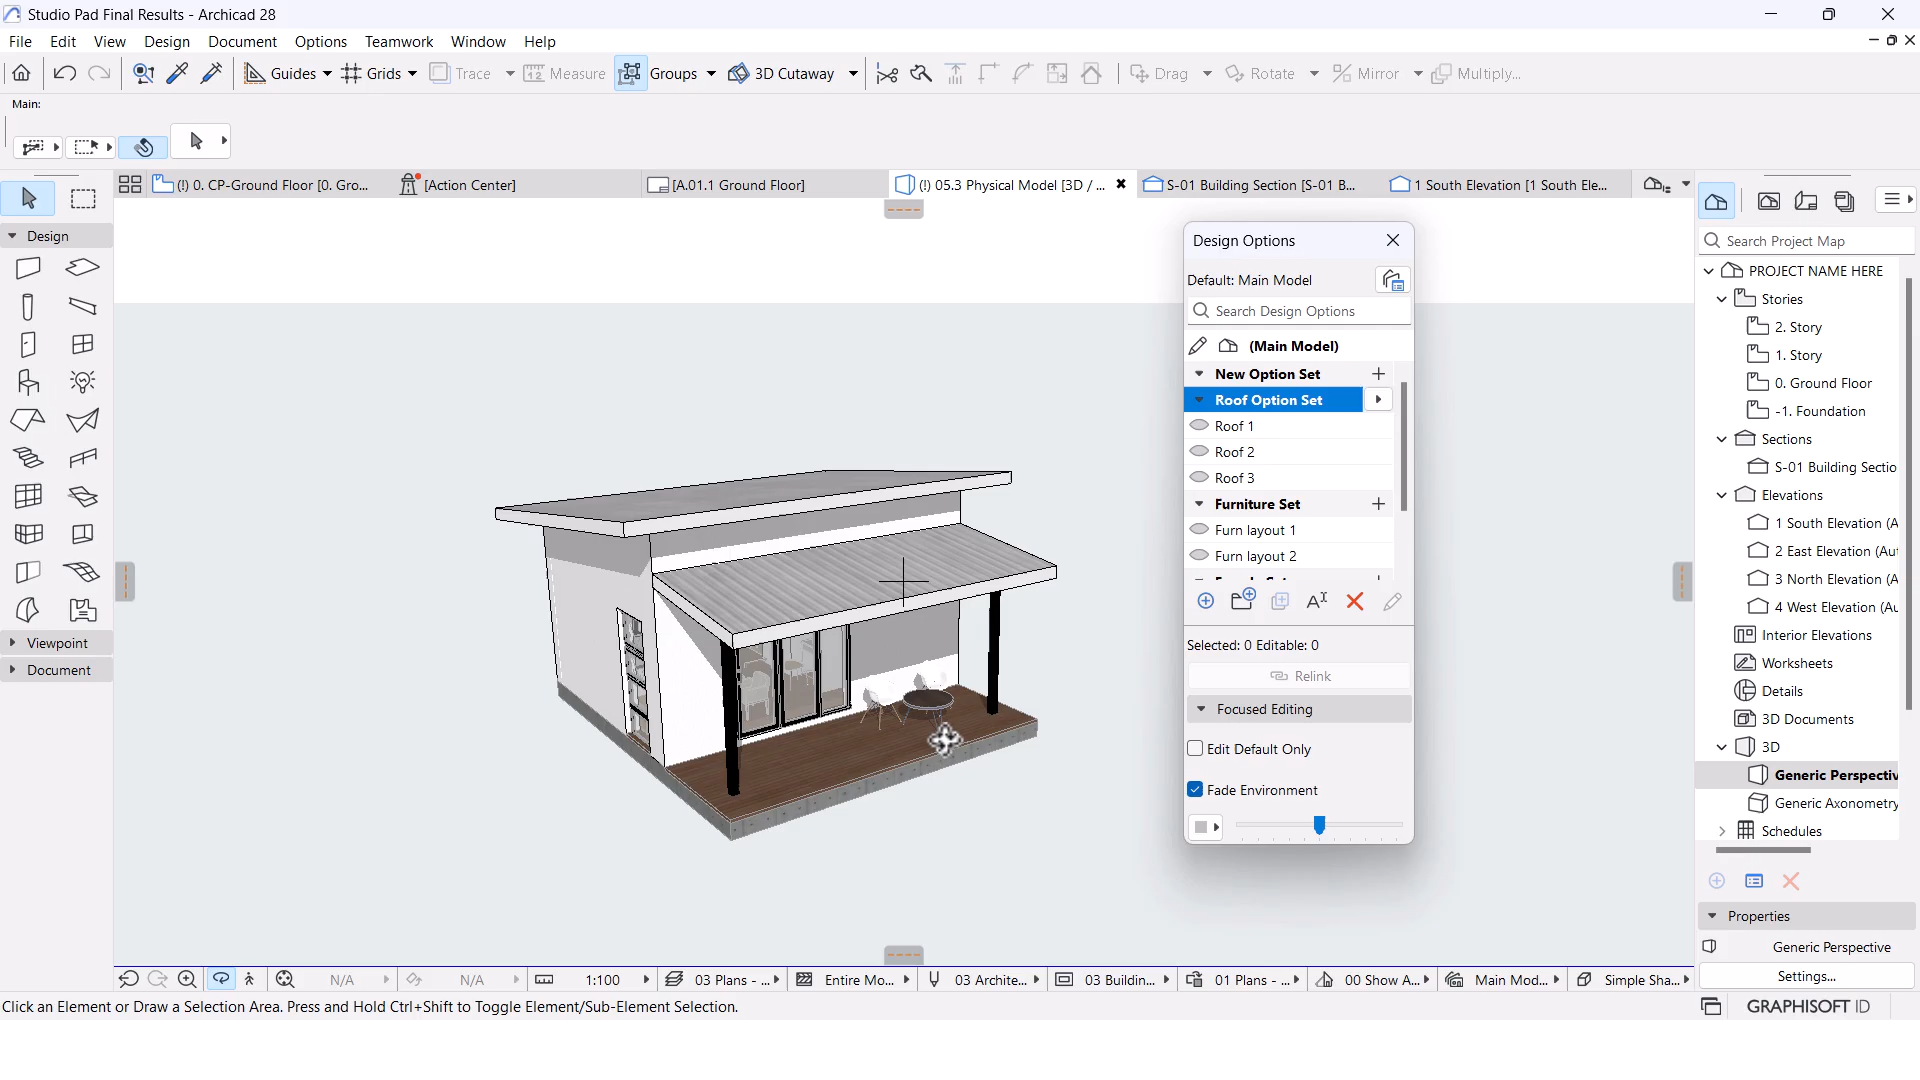 Studio Pad Final Results - Archicad 28
File Edit View Design Document Options Teamwork Window Help
Guides Grids Trace Measure Groups 3D Cutaway Drag Rotate Mirror Multiply...
Main:
(!) 0. CP-Ground Floor [0. Gro... [Action Center] [A.01.1 Ground Floor] (!) 05.3 Physical Model [3D / ... S-01 Building Section [S-01 B... 1 South Elevation [1 South Ele...
Design
Viewpoint
Document
Design Options
Default: Main Model
Search Design Options
(Main Model)
New Option Set
Roof Option Set
Roof 1
Roof 2
Roof 3
Furniture Set
Furn layout 1
Furn layout 2
Selected: 0 Editable: 0
Relink
Focused Editing
Edit Default Only
Fade Environment
Search Project Map
PROJECT NAME HERE
Stories
2. Story
1. Story
0. Ground Floor
-1. Foundation
Sections
S-01 Building Sectio
Elevations
1 South Elevation (A
2 East Elevation (Au
3 North Elevation (A
4 West Elevation (Au
Interior Elevations
Worksheets
Details
3D Documents
3D
Generic Perspectiv
Generic Axonometry
Schedules
Properties
Generic Perspective
Settings...
N/A N/A 1:100 03 Plans - ... Entire Mo... 03 Archite... 03 Buildin... 01 Plans - ... 00 Show A... Main Mod... Simple Sha...
Click an Element or Draw a Selection Area. Press and Hold Ctrl+Shift to Toggle Element/Sub-Element Selection.
GRAPHISOFT ID